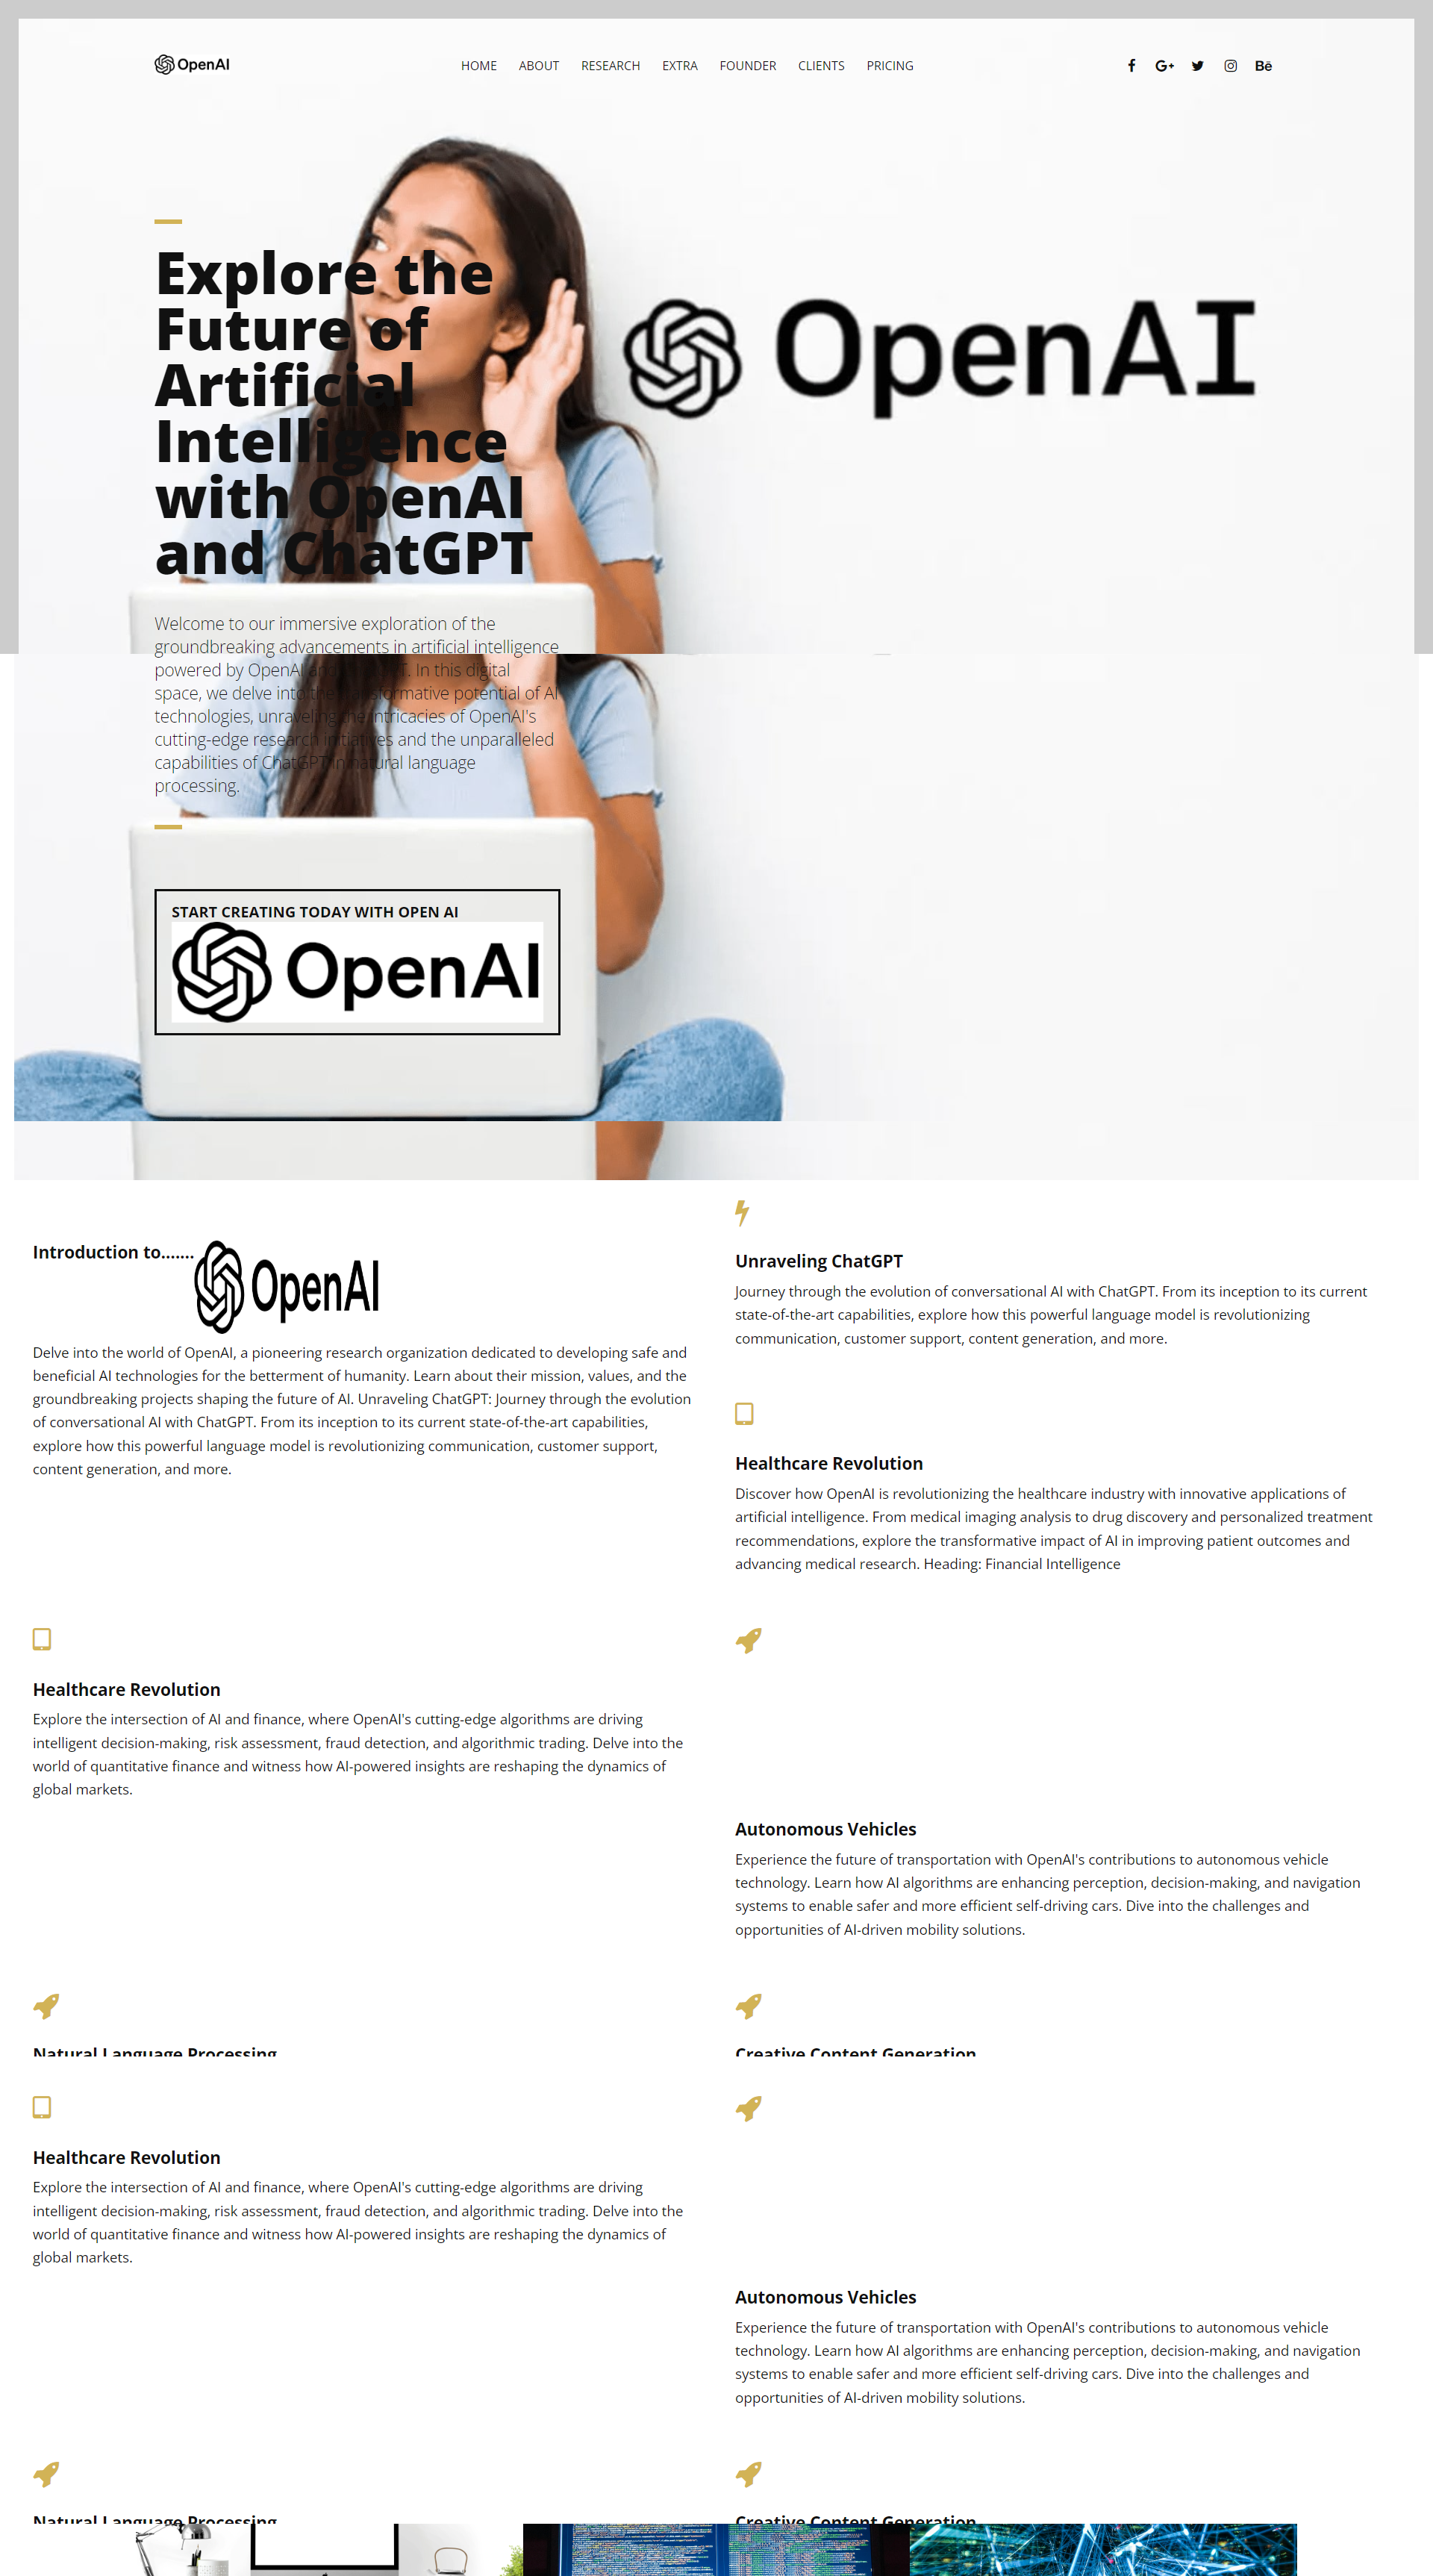 OpenAI
HOME ABOUT RESEARCH EXTRA FOUNDER CLIENTS PRICING
Explore the
Future of
Artificial
Intelligence
with OpenAI
and ChatGPT
OpenAI
Welcome to our immersive exploration of the
groundbreaking advancements in artificial intelligence
powered by OpenAI and ChatGPT. In this digital
space, we delve into the transformative potential of AI
technologies, unraveling the intricacies of OpenAI's
cutting-edge research initiatives and the unparalleled
capabilities of ChatGPT in natural language
processing.
START CREATING TODAY WITH OPEN AI
OpenAI
Introduction to....... OpenAI
Delve into the world of OpenAI, a pioneering research organization dedicated to developing safe and
beneficial AI technologies for the betterment of humanity. Learn about their mission, values, and the
groundbreaking projects shaping the future of AI. Unraveling ChatGPT: Journey through the evolution
of conversational AI with ChatGPT. From its inception to its current state-of-the-art capabilities,
explore how this powerful language model is revolutionizing communication, customer support,
content generation, and more.
Unraveling ChatGPT
Journey through the evolution of conversational AI with ChatGPT. From its inception to its current
state-of-the-art capabilities, explore how this powerful language model is revolutionizing
communication, customer support, content generation, and more.
Healthcare Revolution
Discover how OpenAI is revolutionizing the healthcare industry with innovative applications of
artificial intelligence. From medical imaging analysis to drug discovery and personalized treatment
recommendations, explore the transformative impact of AI in improving patient outcomes and
advancing medical research. Heading: Financial Intelligence
Healthcare Revolution
Explore the intersection of AI and finance, where OpenAI's cutting-edge algorithms are driving
intelligent decision-making, risk assessment, fraud detection, and algorithmic trading. Delve into the
world of quantitative finance and witness how AI-powered insights are reshaping the dynamics of
global markets.
Autonomous Vehicles
Experience the future of transportation with OpenAI's contributions to autonomous vehicle
technology. Learn how AI algorithms are enhancing perception, decision-making, and navigation
systems to enable safer and more efficient self-driving cars. Dive into the challenges and
opportunities of AI-driven mobility solutions.
Natural Language Processing
Creative Content Generation
Healthcare Revolution
Explore the intersection of AI and finance, where OpenAI's cutting-edge algorithms are driving
intelligent decision-making, risk assessment, fraud detection, and algorithmic trading. Delve into the
world of quantitative finance and witness how AI-powered insights are reshaping the dynamics of
global markets.
Autonomous Vehicles
Experience the future of transportation with OpenAI's contributions to autonomous vehicle
technology. Learn how AI algorithms are enhancing perception, decision-making, and navigation
systems to enable safer and more efficient self-driving cars. Dive into the challenges and
opportunities of AI-driven mobility solutions.
Natural Language Processing
Creative Content Generation